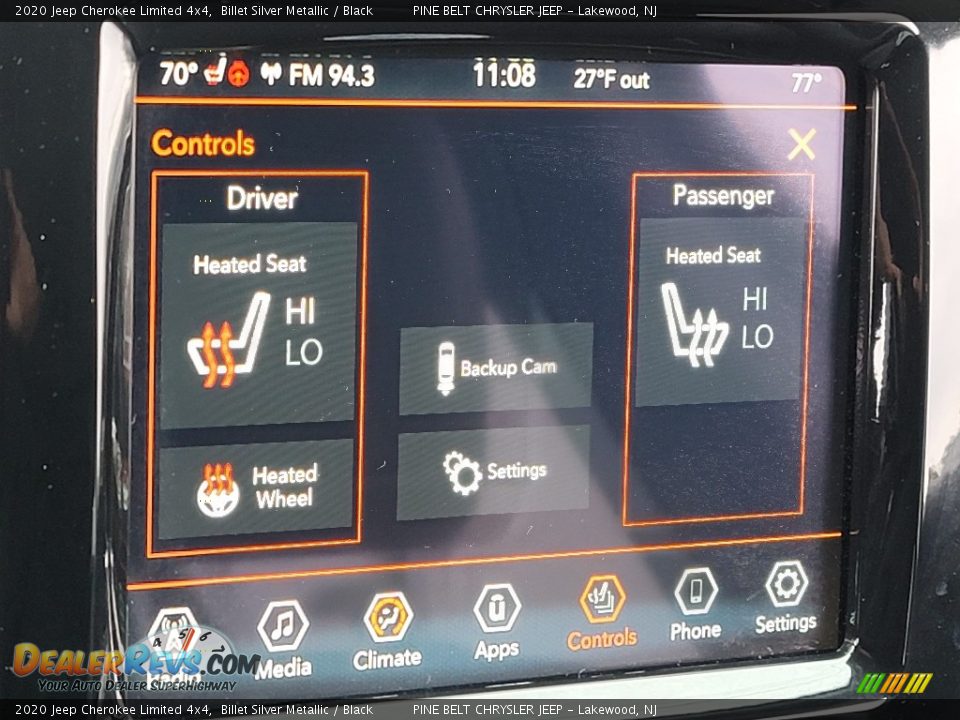 2020 Jeep Cherokee Limited 4x4, Billet Silver Metallic / Black PINE BELT CHRYSLER JEEP – Lakewood, NJ
70° FM 94.3 11:08 27°F out 77°
Controls X
Driver
Heated Seat
HI
LO
Heated
Wheel
Backup Cam
Settings
Passenger
Heated Seat
HI
LO
Media Climate Apps Controls Phone Settings
4 5 6
DEALERREVS.COM
YOUR AUTO DEALER SUPERHIGHWAY
2020 Jeep Cherokee Limited 4x4, Billet Silver Metallic / Black PINE BELT CHRYSLER JEEP – Lakewood, NJ